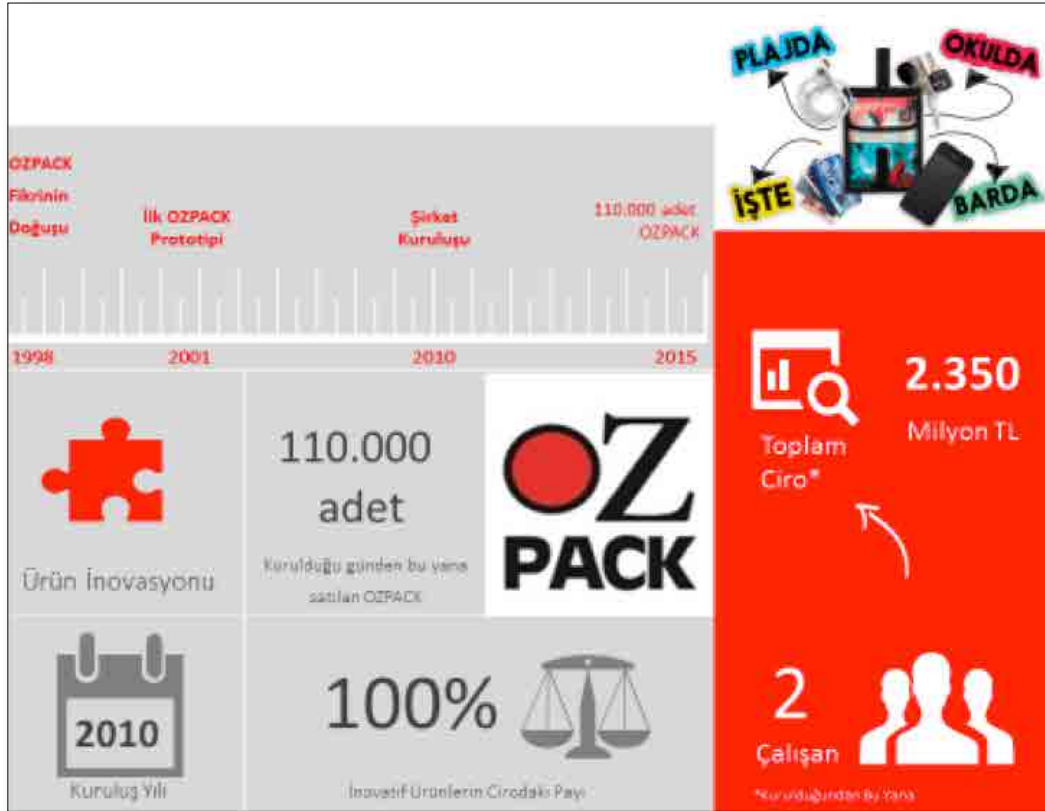 PLAJDA
OKULDA
İŞTE
BARDA
OZPACK
Fikrinin
Doğuşu
İlk OZPACK
Prototipi
Şirket
Kuruluşu
110.000 adet
OZPACK
1998
2001
2010
2015
Ürün İnovasyonu
110.000
adet
Kurulduğu günden bu yana
satılan OZPACK
OZ
PACK
2.350
Milyon TL
Toplam
Ciro*
2010
Kuruluş Yılı
100%
İnovatif Ürünlerin Cirodaki Payı
2
Çalışan
*Kurulduğundan Bu Yana